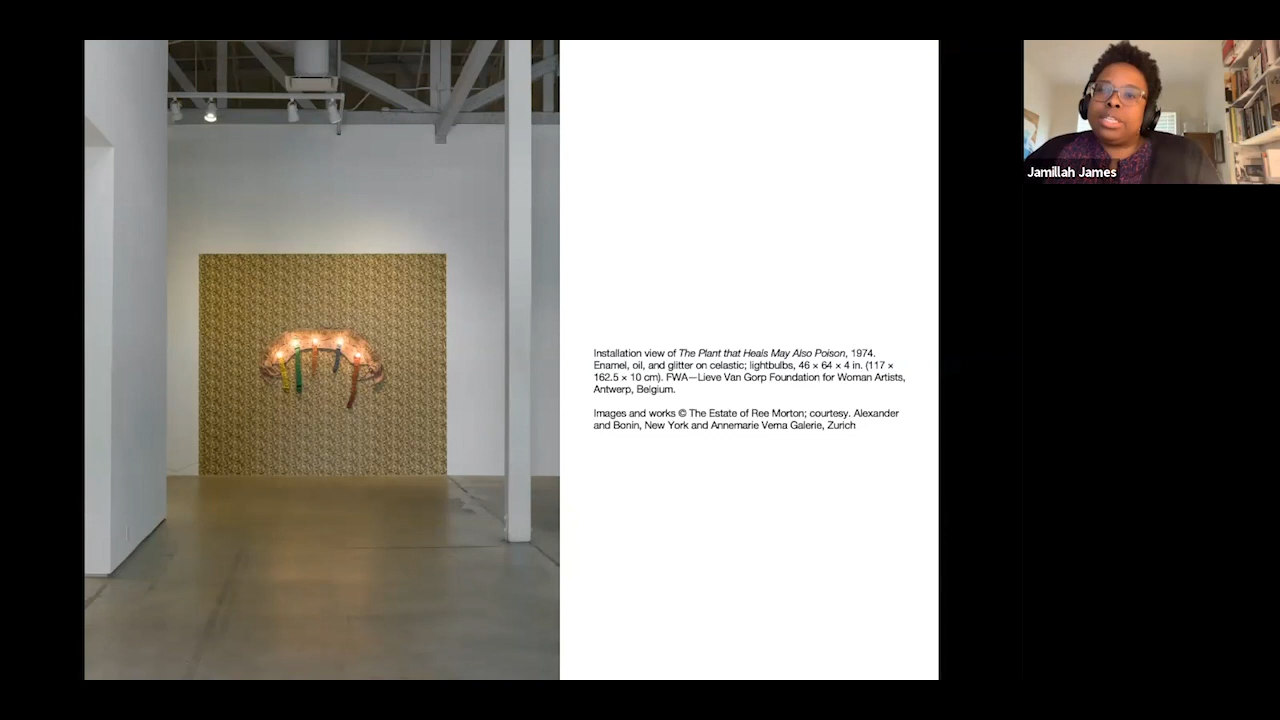 Installation view of The Plant that Heals May Also Poison, 1974.
Enamel, oil, and glitter on celastic; lightbulbs, 46 × 64 × 4 in. (117 ×
162.5 × 10 cm). FWA—Lieve Van Gorp Foundation for Woman Artists,
Antwerp, Belgium.
Images and works © The Estate of Ree Morton; courtesy. Alexander
and Bonin, New York and Annemarie Verna Galerie, Zurich
Jamillah James